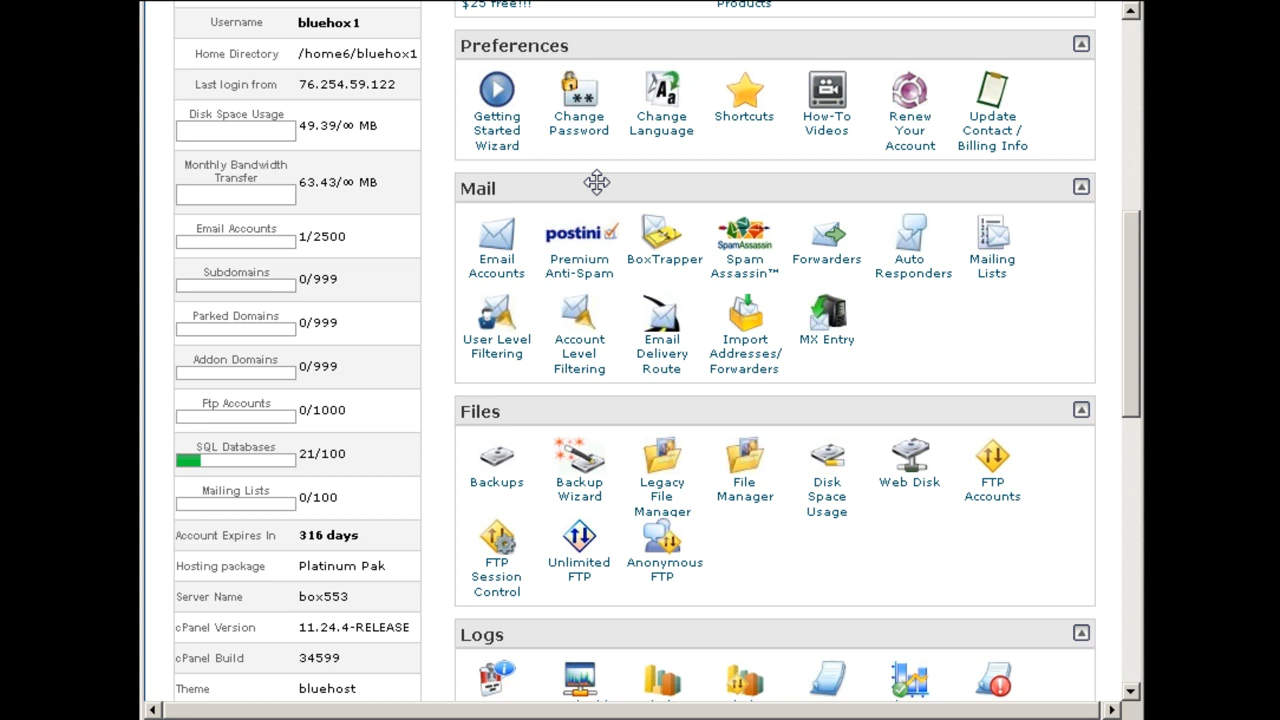 Username bluehox1
Home Directory /home6/bluehox1
Last login from 76.254.59.122
Disk Space Usage
49.39/∞ MB
Monthly Bandwidth
Transfer
63.43/∞ MB
Email Accounts
1/2500
Subdomains
0/999
Parked Domains
0/999
Addon Domains
0/999
Ftp Accounts
0/1000
SQL Databases
21/100
Mailing Lists
0/100
Account Expires In 316 days
Hosting package Platinum Pak
Server Name box553
cPanel Version 11.24.4-RELEASE
cPanel Build 34599
Theme bluehost
$25 free!!!
Products
Preferences
Getting
Started
Wizard
Change
Password
Change
Language
Shortcuts
How-To
Videos
Renew
Your
Account
Update
Contact /
Billing Info
Mail
Email
Accounts
postini
Premium
Anti-Spam
BoxTrapper
SpamAssassin
Spam
Assassin™
Forwarders
Auto
Responders
Mailing
Lists
User Level
Filtering
Account
Level
Filtering
Email
Delivery
Route
Import
Addresses/
Forwarders
MX Entry
Files
Backups
Backup
Wizard
Legacy
File
Manager
File
Manager
Disk
Space
Usage
Web Disk
FTP
Accounts
FTP
Session
Control
Unlimited
FTP
Anonymous
FTP
Logs